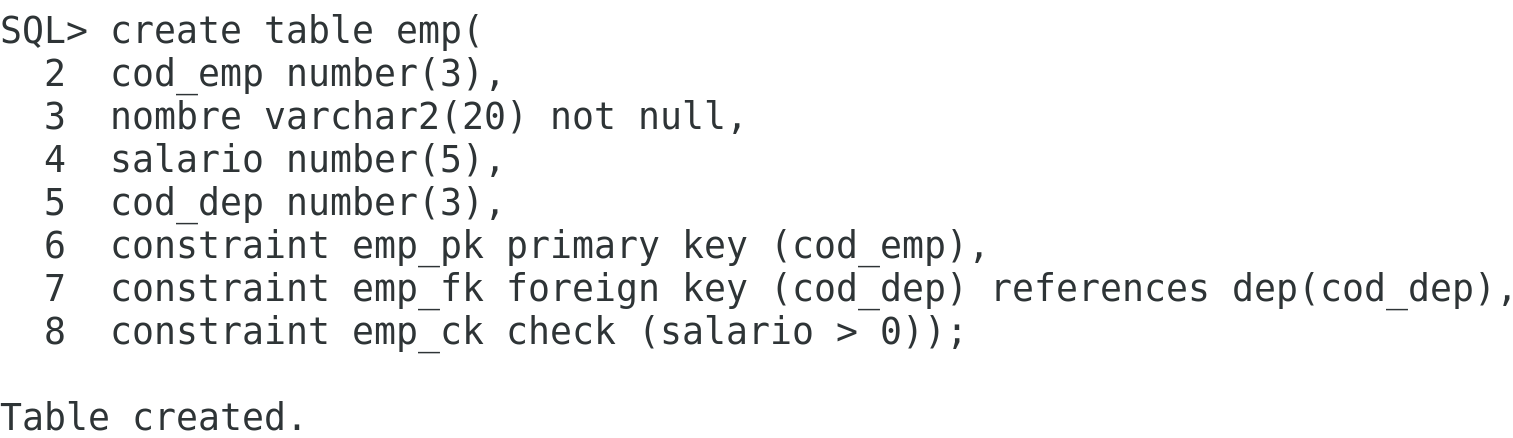 SQL> create table emp(
  2  cod_emp number(3),
  3  nombre varchar2(20) not null,
  4  salario number(5),
  5  cod_dep number(3),
  6  constraint emp_pk primary key (cod_emp),
  7  constraint emp_fk foreign key (cod_dep) references dep(cod_dep),
  8  constraint emp_ck check (salario > 0));
Table created.